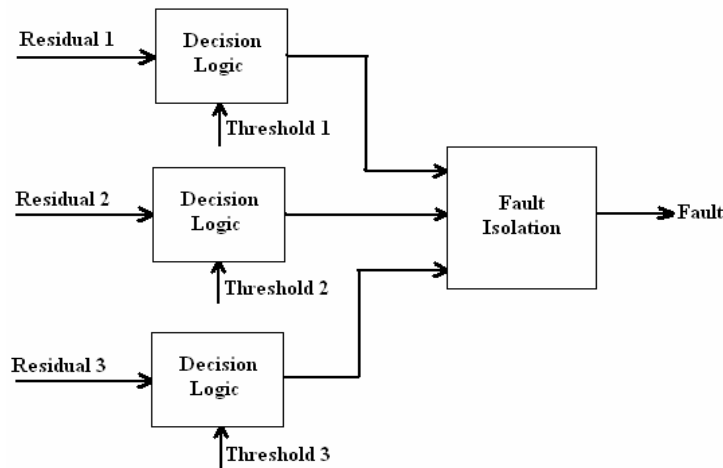 Residual 1
Decision
Logic
Threshold 1
Residual 2
Decision
Logic
Threshold 2
Fault
Isolation
Fault
Residual 3
Decision
Logic
Threshold 3